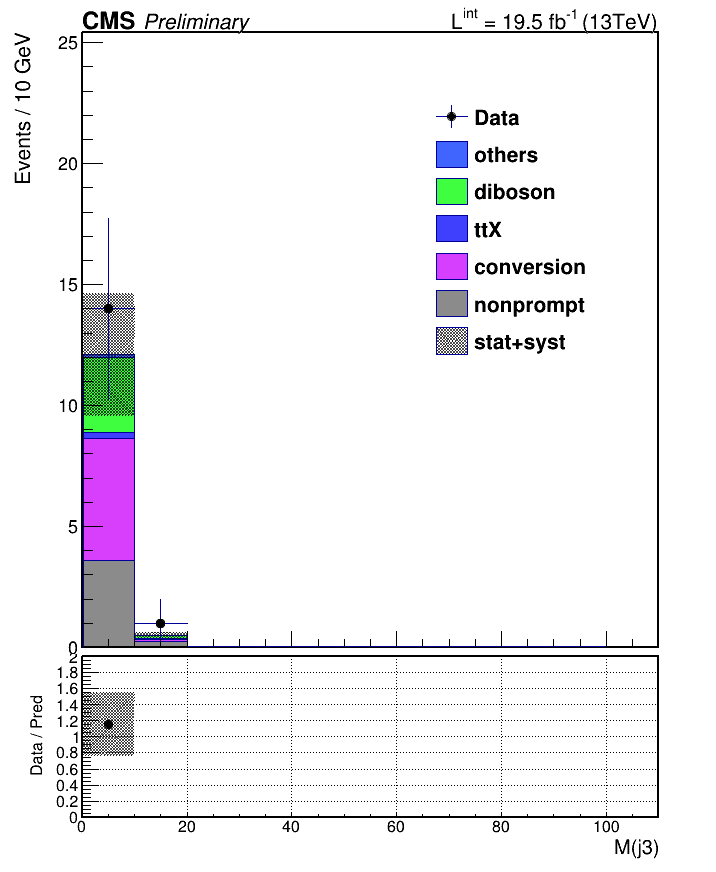 CMS Preliminary L^int = 19.5 fb^-1 (13TeV)
Events / 10 GeV
25
20
15
10
5
0
Data
others
diboson
ttX
conversion
nonprompt
stat+syst
Data / Pred
2
1.8
1.6
1.4
1.2
1
0.8
0.6
0.4
0.2
0
0 20 40 60 80 100
M(j3)